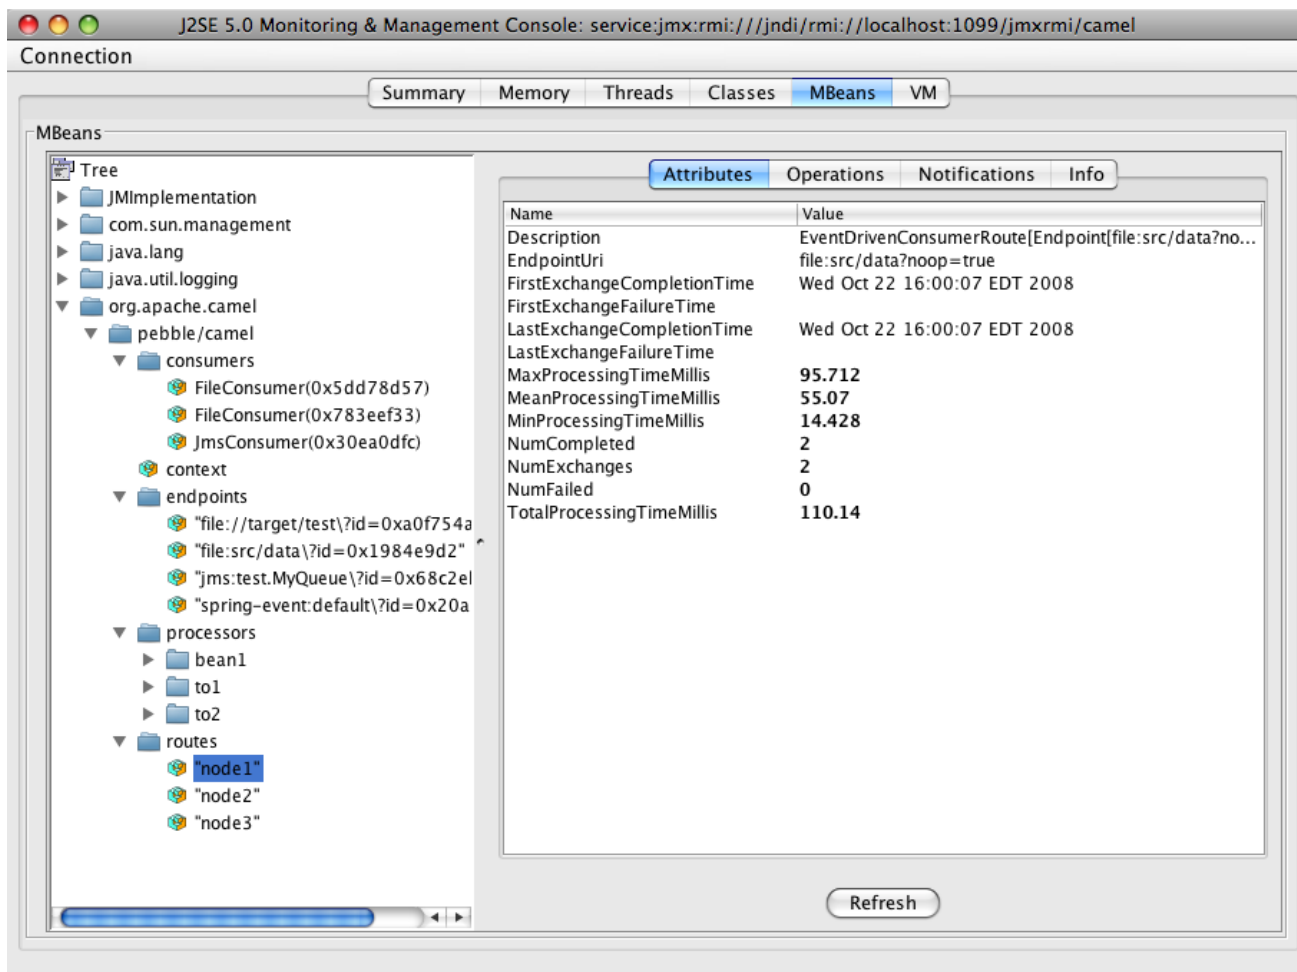 J2SE 5.0 Monitoring & Management Console: service:jmx:rmi:///jndi/rmi://localhost:1099/jmxrmi/camel
Connection
Summary Memory Threads Classes MBeans VM
MBeans
Tree
JMImplementation
com.sun.management
java.lang
java.util.logging
org.apache.camel
pebble/camel
consumers
FileConsumer(0x5dd78d57)
FileConsumer(0x783eef33)
JmsConsumer(0x30ea0dfc)
context
endpoints
"file://target/test\?id=0xa0f754a
"file:src/data\?id=0x1984e9d2"
"jms:test.MyQueue\?id=0x68c2el
"spring-event:default\?id=0x20a
processors
bean1
to1
to2
routes
"node1"
"node2"
"node3"
Attributes Operations Notifications Info
Name Value
Description EventDrivenConsumerRoute[Endpoint[file:src/data?no...
EndpointUri file:src/data?noop=true
FirstExchangeCompletionTime Wed Oct 22 16:00:07 EDT 2008
FirstExchangeFailureTime
LastExchangeCompletionTime Wed Oct 22 16:00:07 EDT 2008
LastExchangeFailureTime
MaxProcessingTimeMillis 95.712
MeanProcessingTimeMillis 55.07
MinProcessingTimeMillis 14.428
NumCompleted 2
NumExchanges 2
NumFailed 0
TotalProcessingTimeMillis 110.14
Refresh